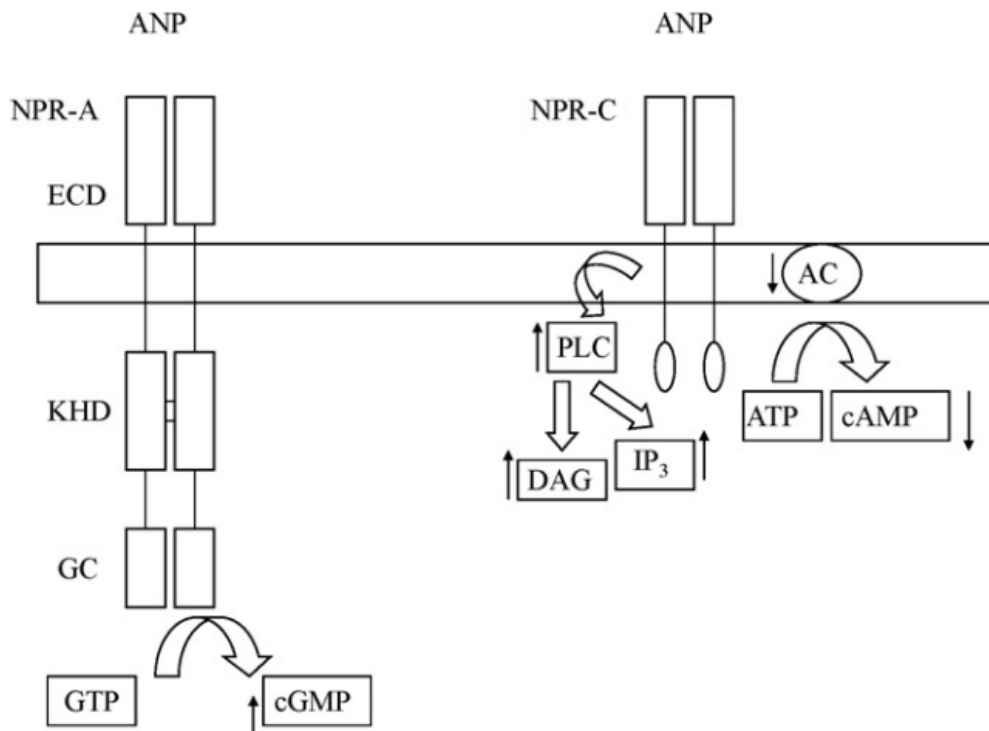 ANP
ANP
NPR-A
NPR-C
ECD
AC
PLC
KHD
ATP
cAMP
IP₃
DAG
GC
GTP
cGMP